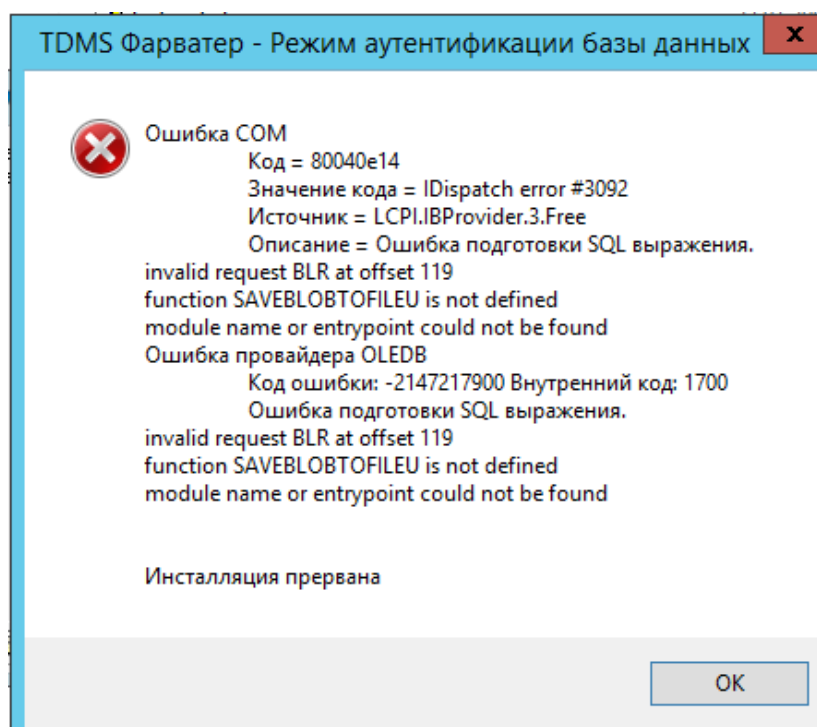 TDMS Фарватер - Режим аутентификации базы данных
x
Ошибка COM
Код = 80040e14
Значение кода = IDispatch error #3092
Источник = LCPI.IBProvider.3.Free
Описание = Ошибка подготовки SQL выражения.
invalid request BLR at offset 119
function SAVEBLOBTOFILEU is not defined
module name or entrypoint could not be found
Ошибка провайдера OLEDB
Код ошибки: -2147217900 Внутренний код: 1700
Ошибка подготовки SQL выражения.
invalid request BLR at offset 119
function SAVEBLOBTOFILEU is not defined
module name or entrypoint could not be found
Инсталляция прервана
OK